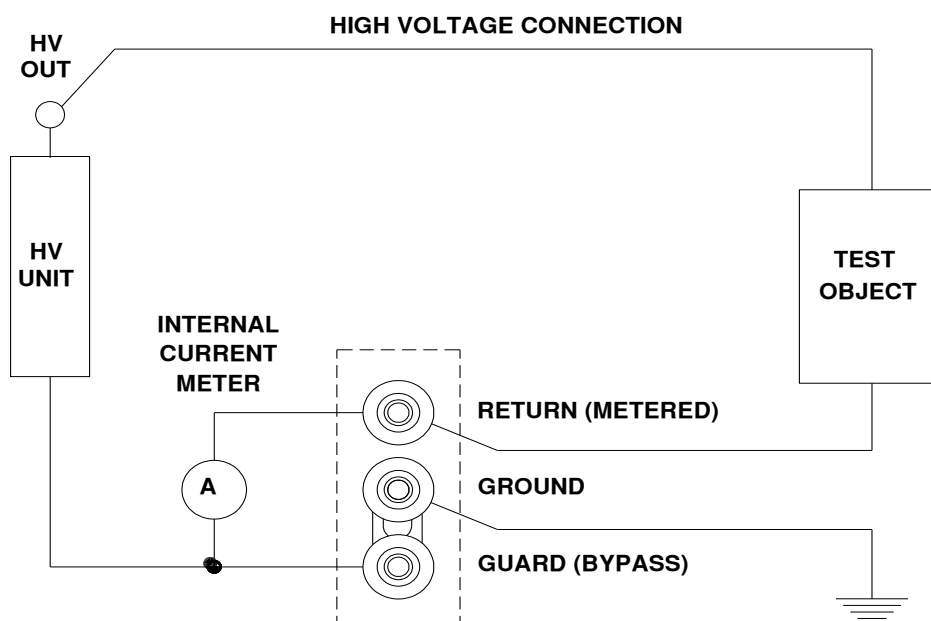 HIGH VOLTAGE CONNECTION
HV
OUT
HV
UNIT
TEST
OBJECT
INTERNAL
CURRENT
METER
A
RETURN (METERED)
GROUND
GUARD (BYPASS)